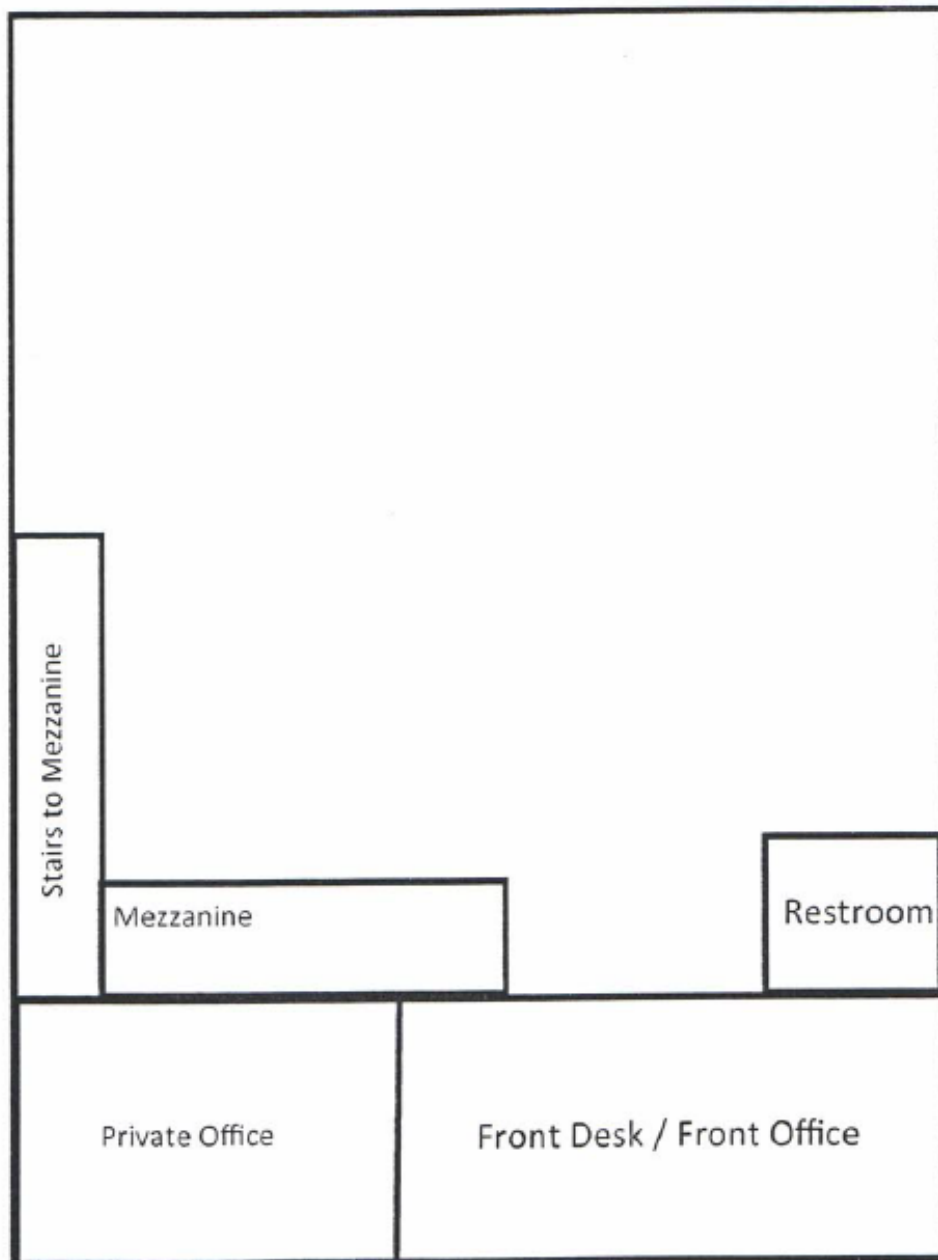 Stairs to Mezzanine
Mezzanine
Restroom
Private Office
Front Desk / Front Office